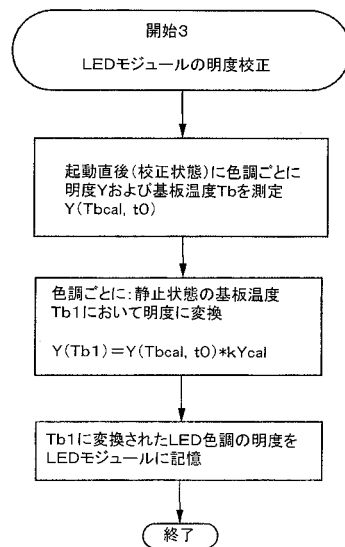 開始3
LEDモジュールの明度校正
起動直後(校正状態)に色調ごとに
明度Yおよび基板温度Tbを測定
Y(Tbcal, t0)
色調ごとに:静止状態の基板温度
Tb1において明度に変換
Y(Tb1)=Y(Tbcal, t0)*kYcal
Tb1に変換されたLED色調の明度を
LEDモジュールに記憶
終了